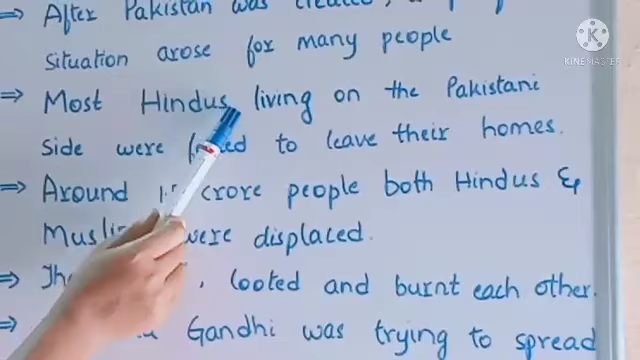 ⇒ After Pakistan was created, a
situation arose for many people
⇒ Most Hindus living on the Pakistani
side were to leave their homes.
⇒ Around crore people both Hindus &
Muslims were displaced.
⇒ looted and burnt each other.
⇒ Gandhi was trying to spread
KINEMASTER